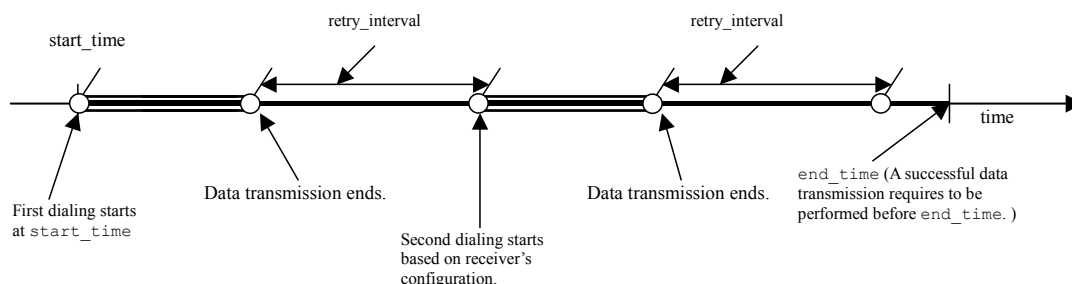 retry_interval
retry_interval
start_time
time
Data transmission ends.
Data transmission ends.
end_time (A successful data
transmission requires to be
performed before end_time. )
First dialing starts
at start_time
Second dialing starts
based on receiver's
configuration.